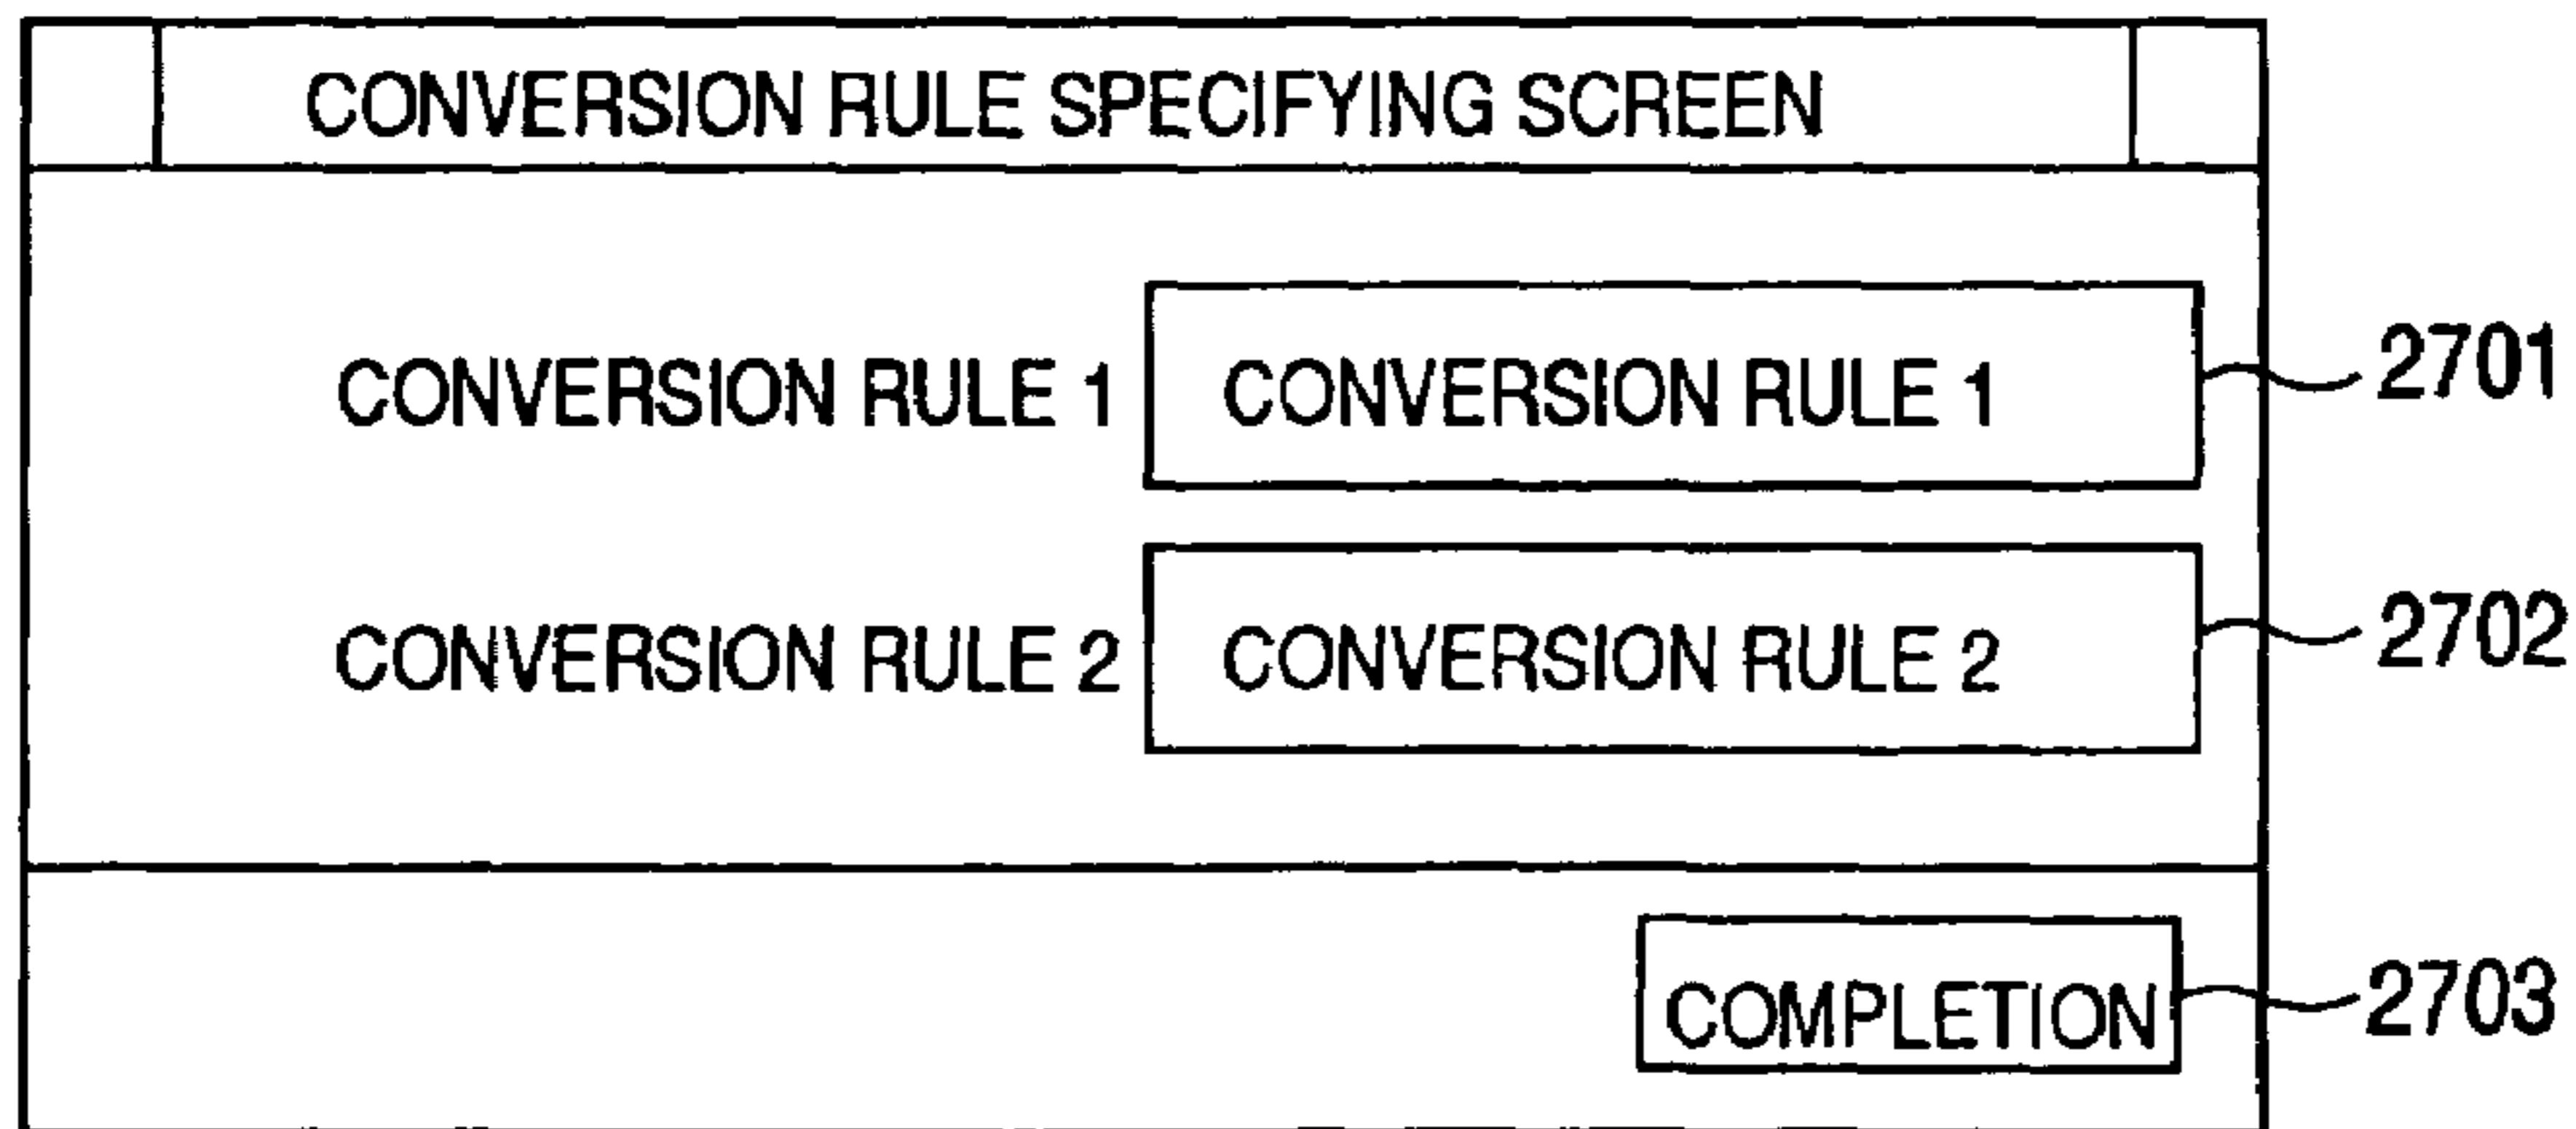 CONVERSION RULE SPECIFYING SCREEN
CONVERSION RULE 1 CONVERSION RULE 1 2701
CONVERSION RULE 2 CONVERSION RULE 2 2702
COMPLETION 2703